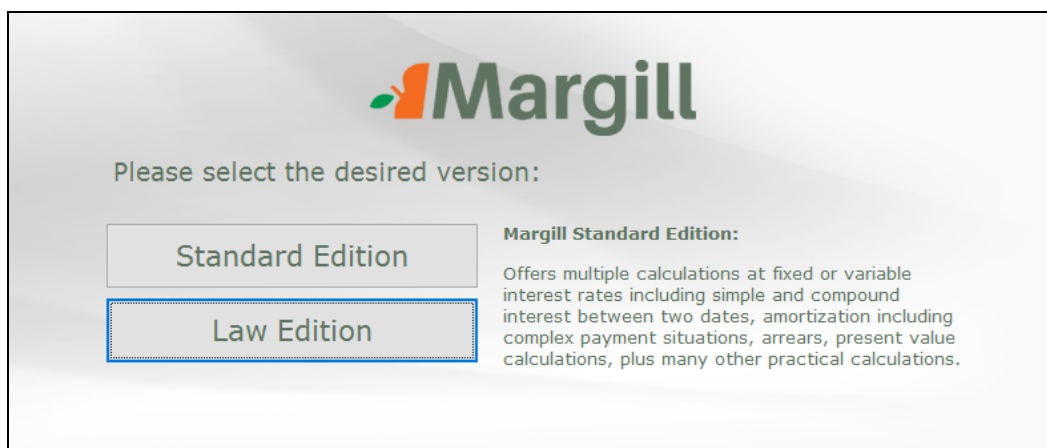 Margill
Please select the desired version:
Standard Edition
Law Edition
Margill Standard Edition:
Offers multiple calculations at fixed or variable
interest rates including simple and compound
interest between two dates, amortization including
complex payment situations, arrears, present value
calculations, plus many other practical calculations.